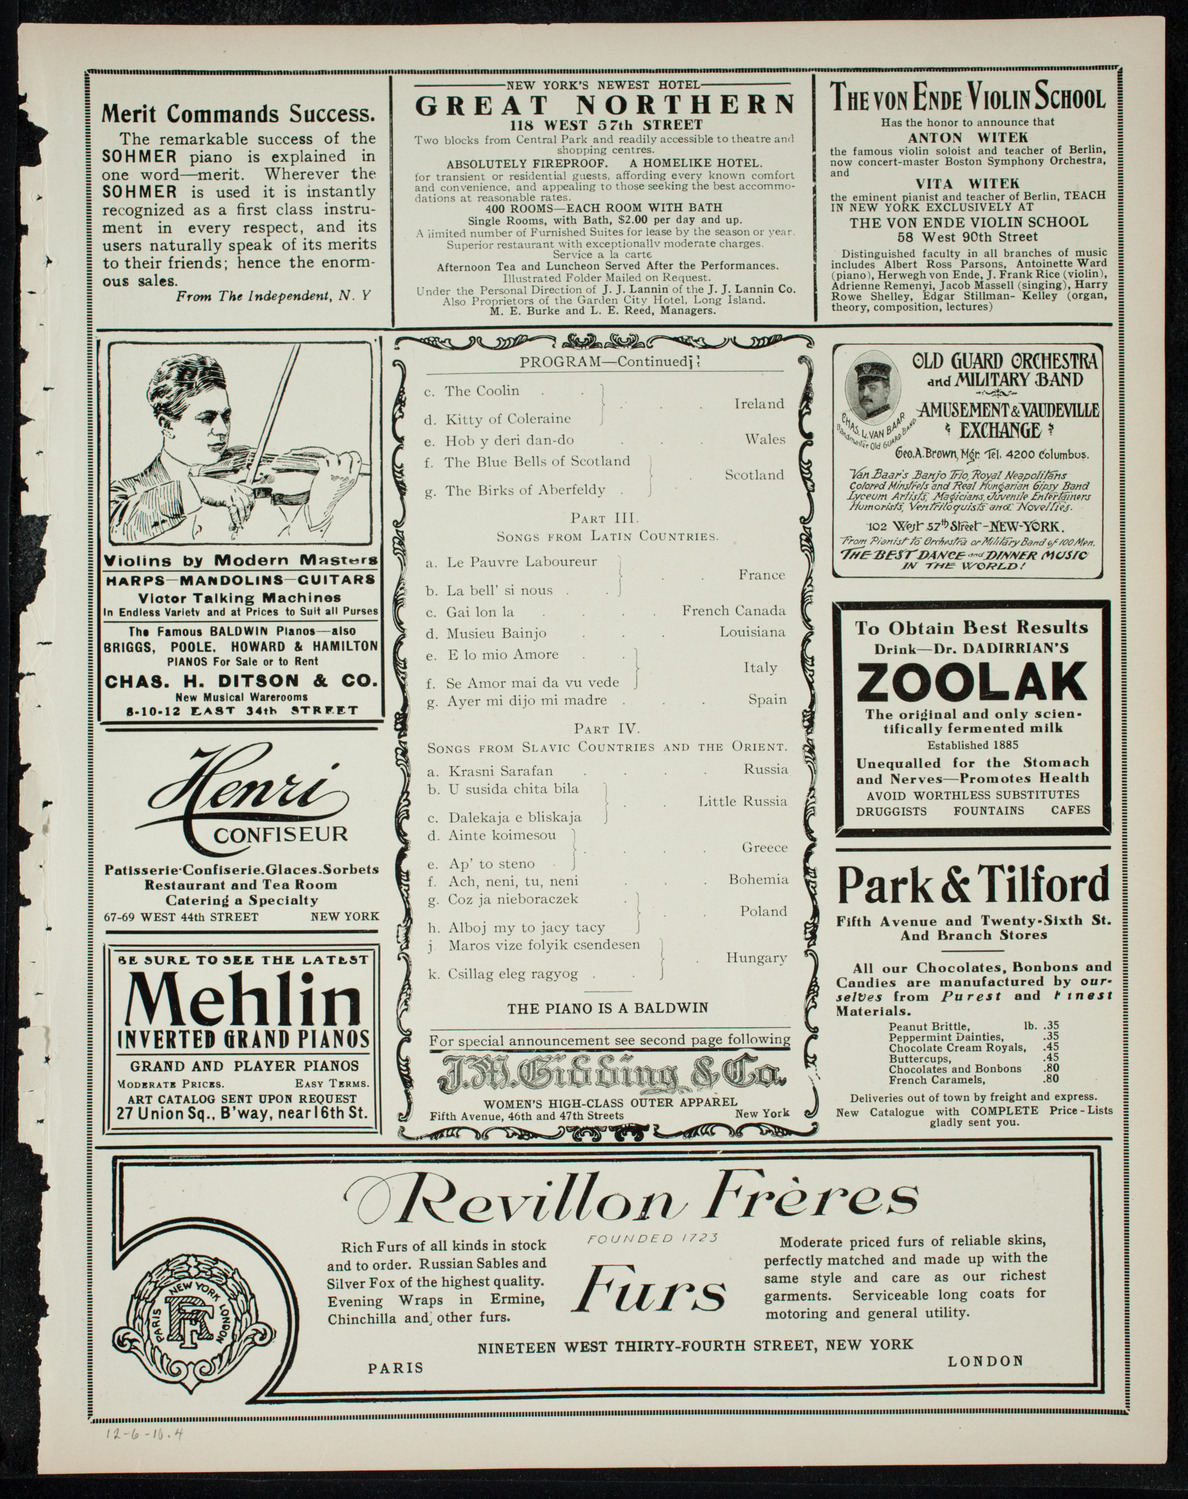 Merit Commands Success.
The remarkable success of the
SOHMER piano is explained in
one word—merit. Wherever the
SOHMER is used it is instantly
recognized as a first class instru-
ment in every respect, and its
users naturally speak of its merits
to their friends; hence the enorm-
ous sales.
From The Independent, N. Y
NEW YORK'S NEWEST HOTEL
GREAT NORTHERN
118 WEST 57th STREET
Two blocks from Central Park and readily accessible to theatre and
shopping centres.
ABSOLUTELY FIREPROOF. A HOMELIKE HOTEL.
for transient or residential guests, affording every known comfort
and convenience, and appealing to those seeking the best accommo-
dations at reasonable rates.
400 ROOMS—EACH ROOM WITH BATH
Single Rooms, with Bath, $2.00 per day and up.
A limited number of Furnished Suites for lease by the season or year.
Superior restaurant with exceptionally moderate charges.
Service a la carte
Afternoon Tea and Luncheon Served After the Performances.
Illustrated Folder Mailed on Request.
Under the Personal Direction of J. J. Lannin of the J. J. Lannin Co.
Also Proprietors of the Garden City Hotel, Long Island.
M. E. Burke and L. E. Reed, Managers.
THE VON ENDE VIOLIN SCHOOL
Has the honor to announce that
ANTON WITEK
the famous violin soloist and teacher of Berlin,
now concert-master Boston Symphony Orchestra,
and
VITA WITEK
the eminent pianist and teacher of Berlin, TEACH
IN NEW YORK EXCLUSIVELY AT
THE VON ENDE VIOLIN SCHOOL
58 West 90th Street
Distinguished faculty in all branches of music
includes Albert Ross Parsons, Antoinette Ward
(piano), Herwegh von Ende, J. Frank Rice (violin),
Adrienne Remenyi, Jacob Massell (singing), Harry
Rowe Shelley, Edgar Stillman- Kelley (organ,
theory, composition, lectures)
Violins by Modern Masters
HARPS—MANDOLINS—GUITARS
Victor Talking Machines
In Endless Variety and at Prices to Suit all Purses
The Famous BALDWIN Pianos—also
BRIGGS, POOLE, HOWARD & HAMILTON
PIANOS For Sale or to Rent
CHAS. H. DITSON & CO.
New Musical Warerooms
8-10-12 EAST 34th STREET
Henri
CONFISEUR
Patisserie-Confiserie.Glaces.Sorbets
Restaurant and Tea Room
Catering a Specialty
67-69 WEST 44th STREET NEW YORK
BE SURE TO SEE THE LATEST
Mehlin
INVERTED GRAND PIANOS
GRAND AND PLAYER PIANOS
MODERATE PRICES. EASY TERMS.
ART CATALOG SENT UPON REQUEST
27 Union Sq., B'way, near 16th St.
PROGRAM—Continued
c. The Coolin
d. Kitty of Coleraine
Ireland
e. Hob y deri dan-do Wales
f. The Blue Bells of Scotland
g. The Birks of Aberfeldy
Scotland
PART III.
SONGS FROM LATIN COUNTRIES.
a. Le Pauvre Laboureur
b. La bell' si nous
France
c. Gai lon la French Canada
d. Musieu Bainjo Louisiana
e. E lo mio Amore
f. Se Amor mai da vu vede
Italy
g. Ayer mi dijo mi madre Spain
PART IV.
SONGS FROM SLAVIC COUNTRIES AND THE ORIENT.
a. Krasni Sarafan Russia
b. U susida chita bila
c. Dalekaja e bliskaja
Little Russia
d. Ainte koimesou
e. Ap' to steno
Greece
f. Ach, neni, tu, neni Bohemia
g. Coz ja nieboraczek
h. Alboj my to jacy tacy
Poland
j. Maros vize folyik csendesen
k. Csillag eleg ragyog
Hungary
THE PIANO IS A BALDWIN
For special announcement see second page following
J.M.Gidding & Co.
WOMEN'S HIGH-CLASS OUTER APPAREL
Fifth Avenue, 46th and 47th Streets New York
OLD GUARD ORCHESTRA
and MILITARY BAND
AMUSEMENT & VAUDEVILLE
EXCHANGE
CHAS. L. VAN BAAR
Bandmaster Old Guard Band
Geo. A. Brown, Mgr. Tel. 4200 Columbus.
Van Baar's Banjo Trio, Royal Neapolitans
Colored Minstrels and Real Hungarian Gipsy Band
Lyceum Artists, Magicians, Juvenile Entertainers
Humorists, Ventriloquists and Novelties.
102 West 57th Street-NEW-YORK.
From Pianist to Orchestra or Military Band of 100 Men.
THE BEST DANCE and DINNER MUSIC
IN THE WORLD!
To Obtain Best Results
Drink—Dr. DADIRRIAN'S
ZOOLAK
The original and only scien-
tifically fermented milk
Established 1885
Unequalled for the Stomach
and Nerves—Promotes Health
AVOID WORTHLESS SUBSTITUTES
DRUGGISTS FOUNTAINS CAFES
Park & Tilford
Fifth Avenue and Twenty-Sixth St.
And Branch Stores
All our Chocolates, Bonbons and
Candies are manufactured by our-
selves from Purest and Finest
Materials.
Peanut Brittle, lb. .35
Peppermint Dainties, .35
Chocolate Cream Royals, .45
Buttercups, .45
Chocolates and Bonbons .80
French Caramels, .80
Deliveries out of town by freight and express.
New Catalogue with COMPLETE Price-Lists
gladly sent you.
Revillon Frères
FOUNDED 1723
Furs
Rich Furs of all kinds in stock
and to order. Russian Sables and
Silver Fox of the highest quality.
Evening Wraps in Ermine,
Chinchilla and other furs.
Moderate priced furs of reliable skins,
perfectly matched and made up with the
same style and care as our richest
garments. Serviceable long coats for
motoring and general utility.
NINETEEN WEST THIRTY-FOURTH STREET, NEW YORK
PARIS LONDON
PARIS NEW YORK LONDON
RF
12-6-10.4